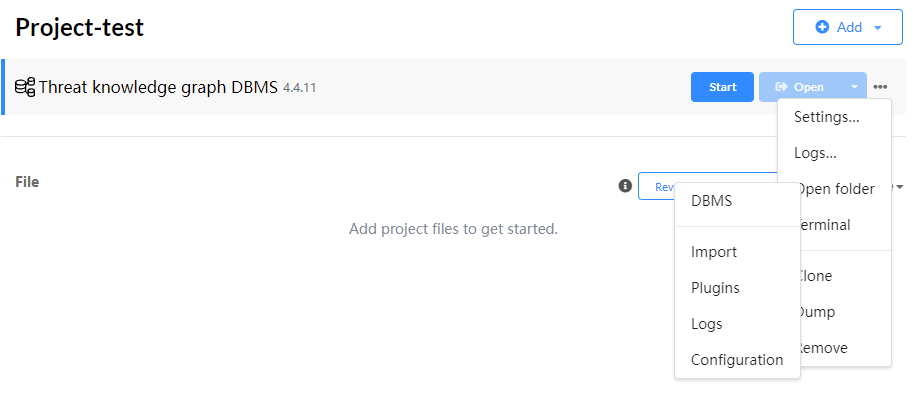 Project-test
Add
Threat knowledge graph DBMS 4.4.11
Start
Open
Settings...
Logs...
Open folder
Terminal
Clone
Dump
Remove
File
DBMS
Import
Plugins
Logs
Configuration
Add project files to get started.